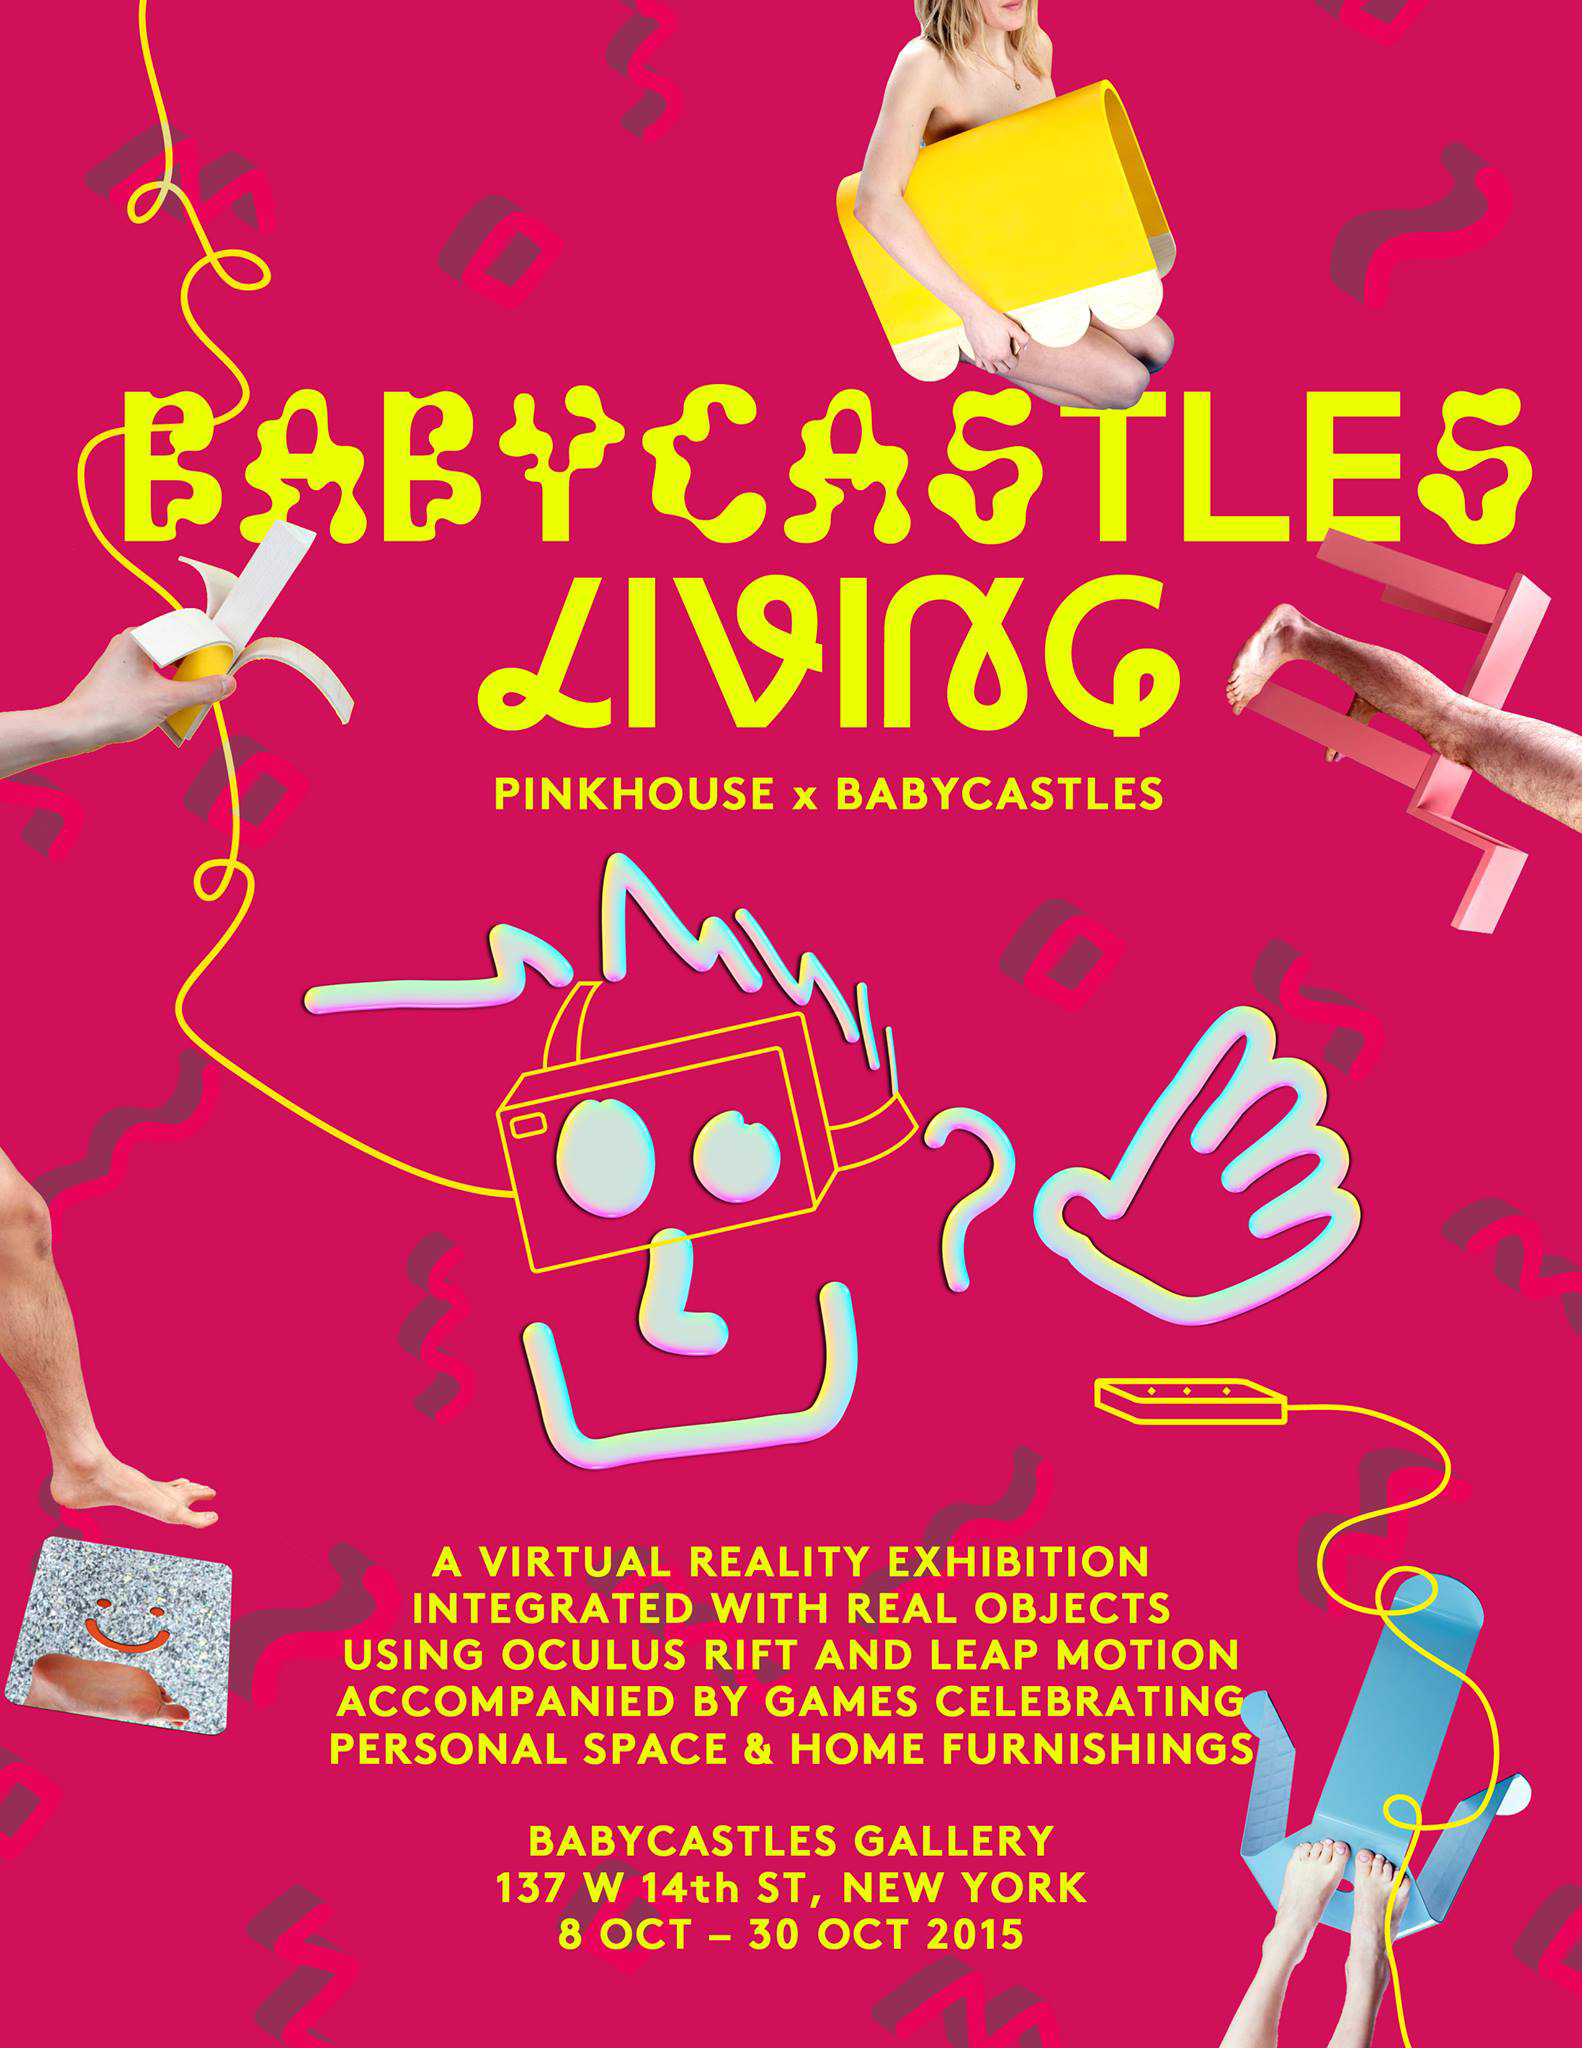 BABYCASTLES
LIVING
PINKHOUSE x BABYCASTLES
A VIRTUAL REALITY EXHIBITION
INTEGRATED WITH REAL OBJECTS
USING OCULUS RIFT AND LEAP MOTION
ACCOMPANIED BY GAMES CELEBRATING
PERSONAL SPACE & HOME FURNISHINGS
BABYCASTLES GALLERY
137 W 14th ST, NEW YORK
8 OCT – 30 OCT 2015